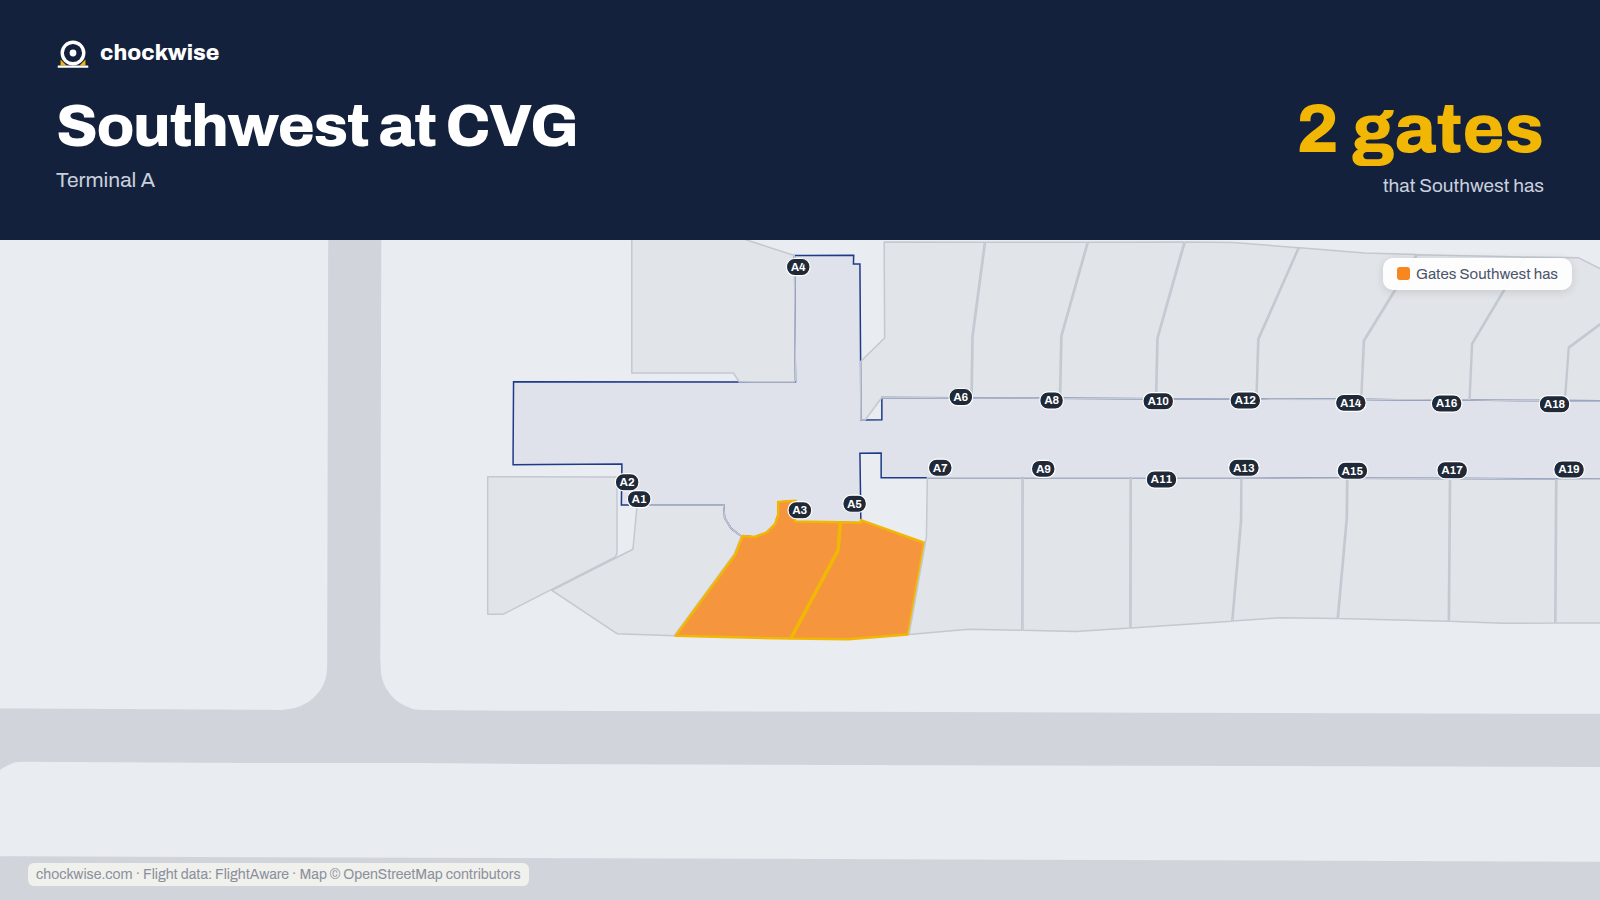 chockwise
Southwest at CVG
Terminal A
2 gates
that Southwest has
Gates Southwest has
A4
A6
A8
A10
A12
A14
A16
A18
A7
A9
A11
A13
A15
A17
A19
A2
A1
A3
A5
chockwise.com · Flight data: FlightAware · Map © OpenStreetMap contributors